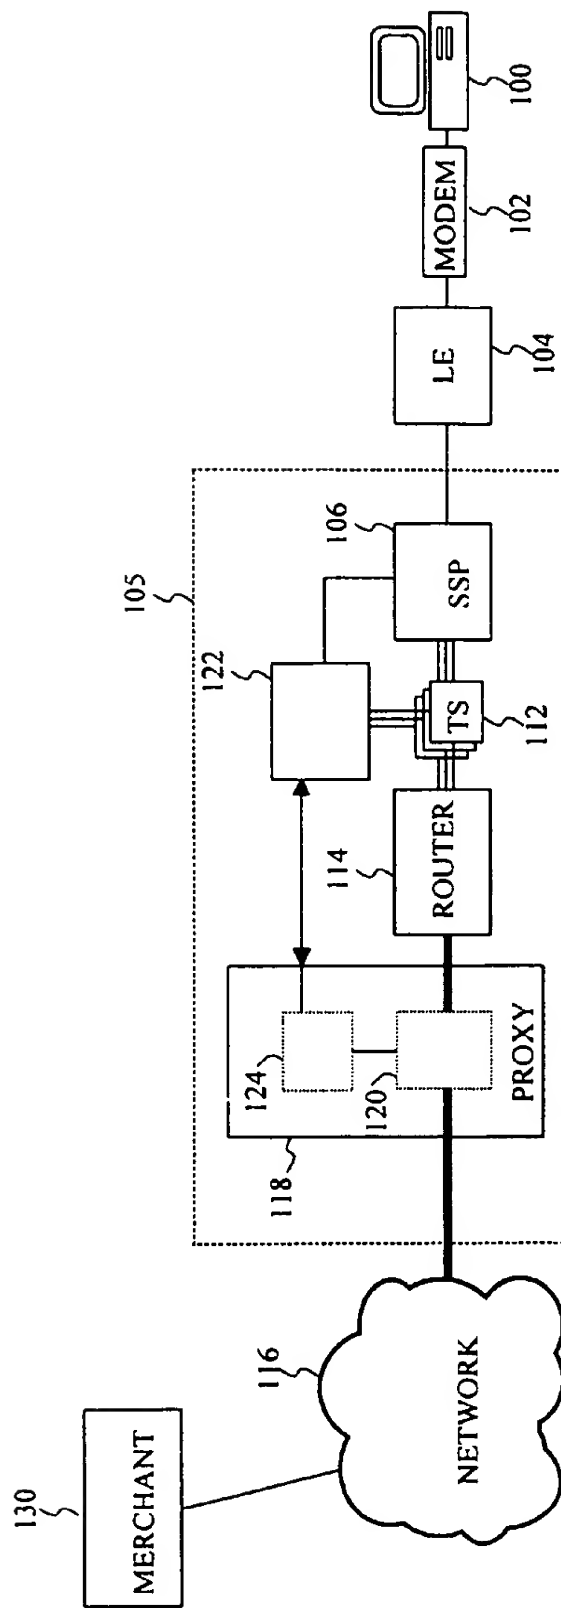 130
MERCHANT
116
NETWORK
105
118
124
120
PROXY
114
ROUTER
122
TS
112
106
SSP
LE
104
MODEM
102
100